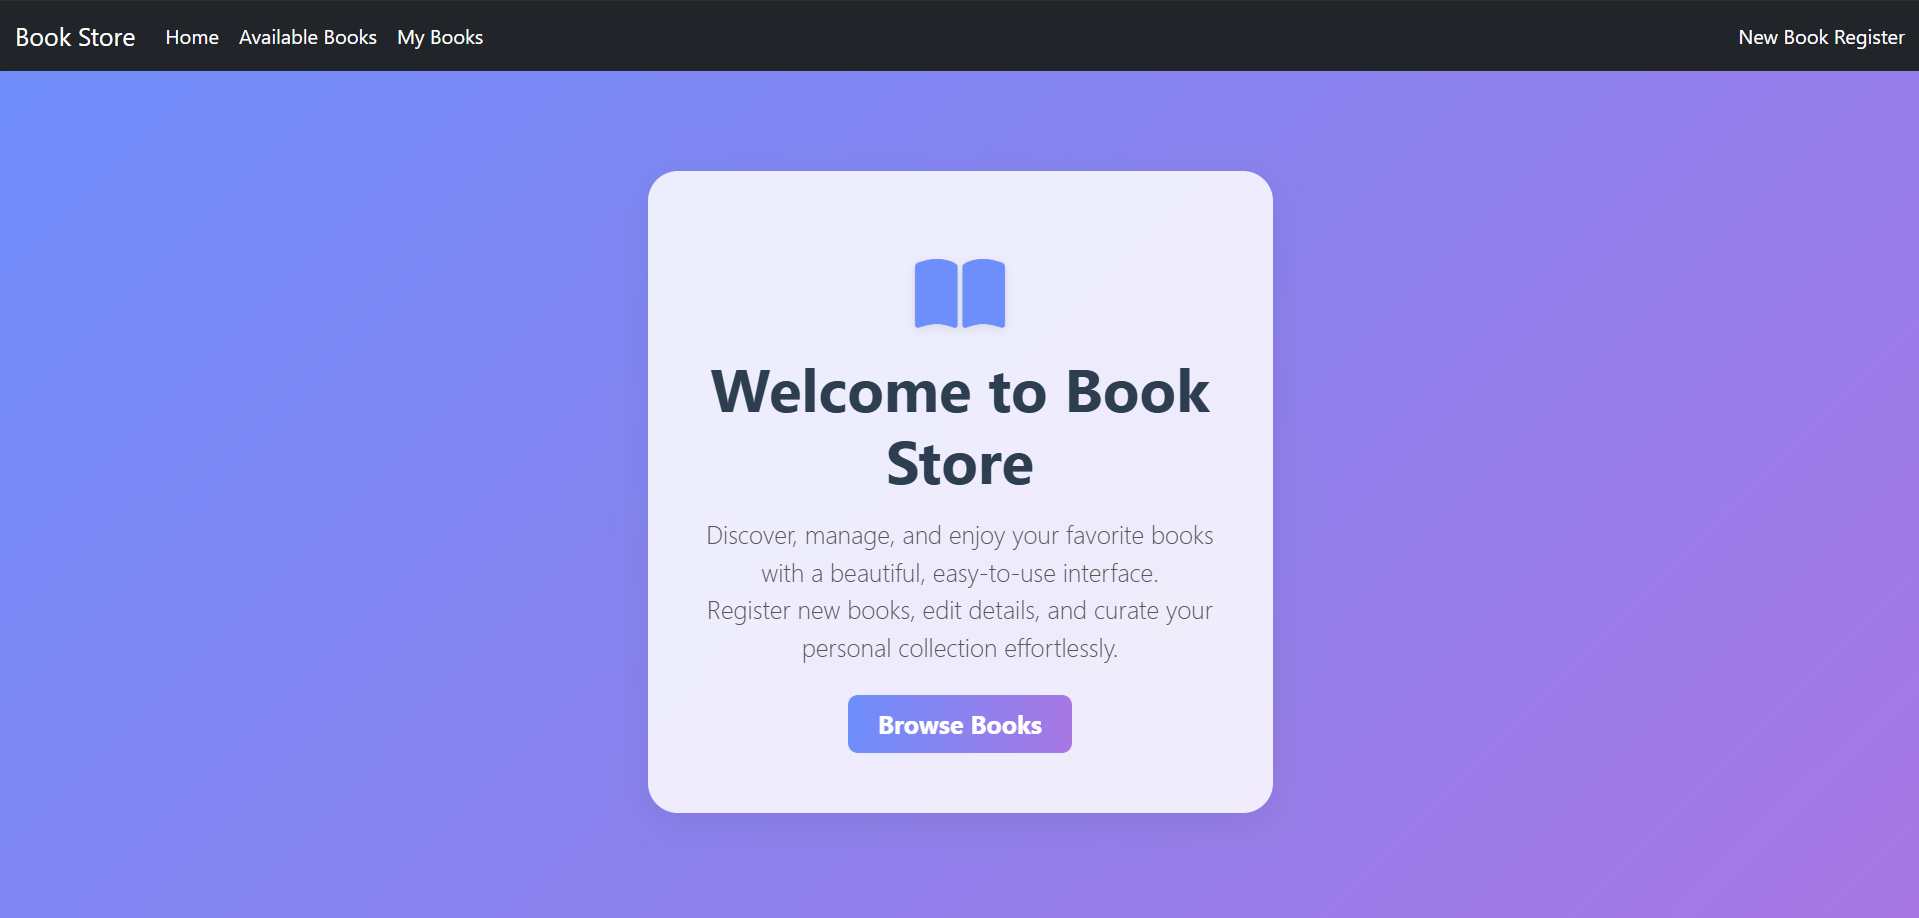 Book Store Home Available Books My Books New Book Register
Welcome to Book
Store
Discover, manage, and enjoy your favorite books
with a beautiful, easy-to-use interface.
Register new books, edit details, and curate your
personal collection effortlessly.
Browse Books